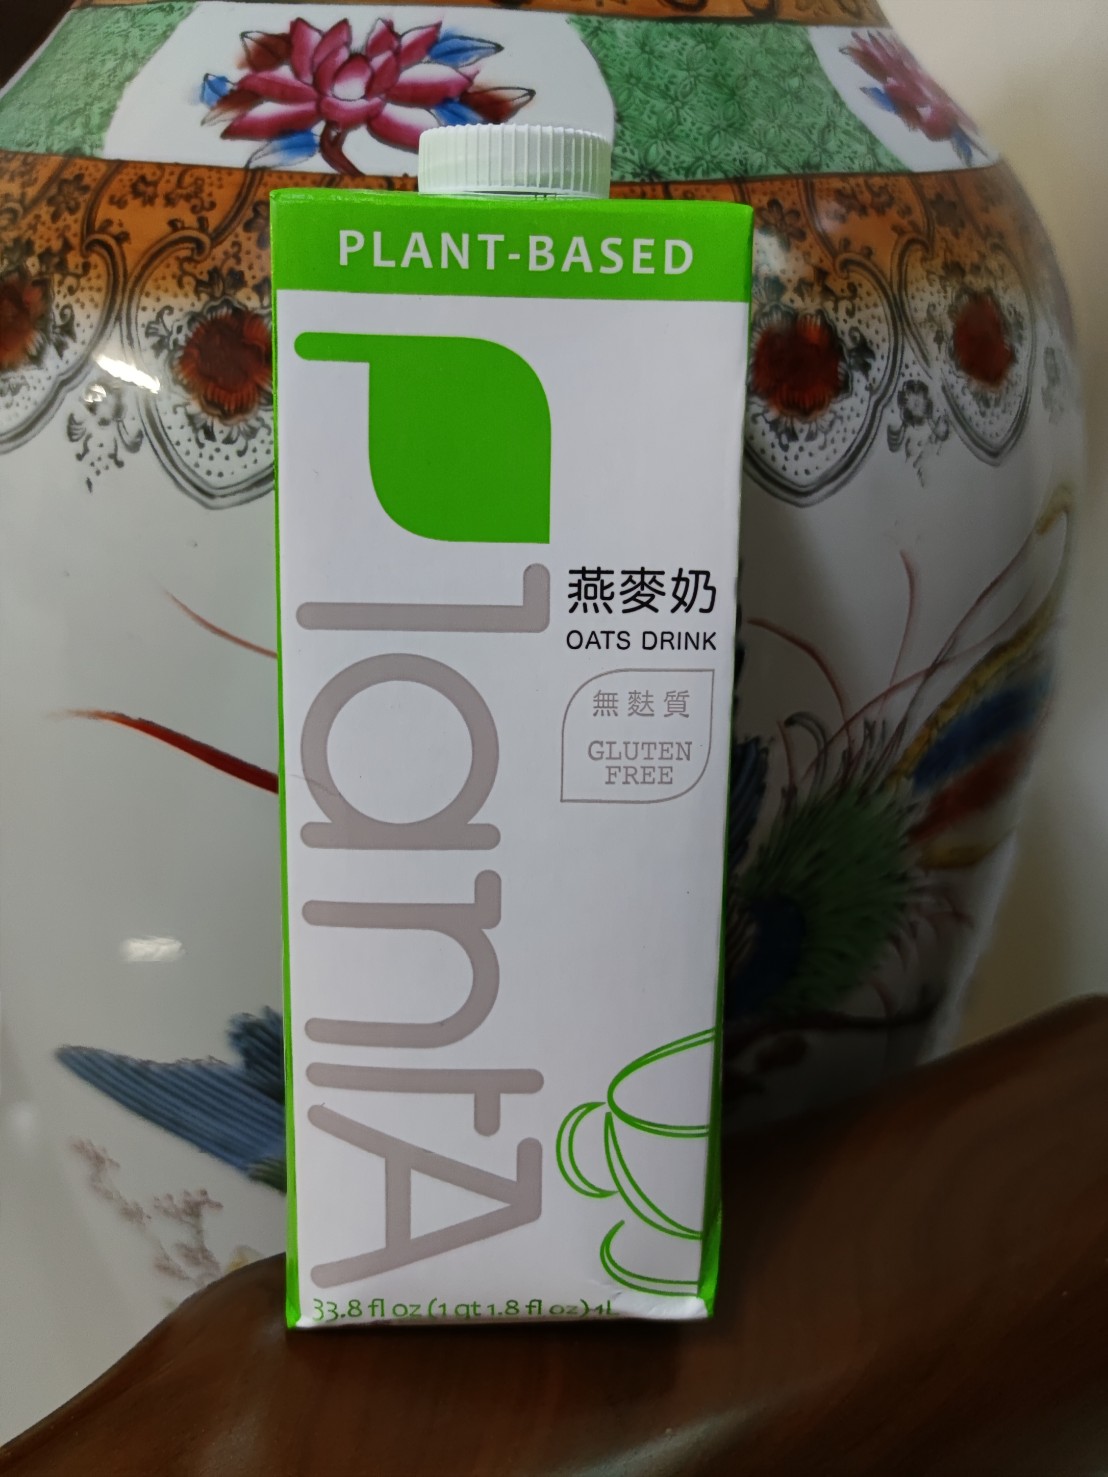 PLANT-BASED
PlantA
燕麥奶
OATS DRINK
無麩質
GLUTEN
FREE
33.8 fl oz (1 qt 1.8 fl oz) 1L